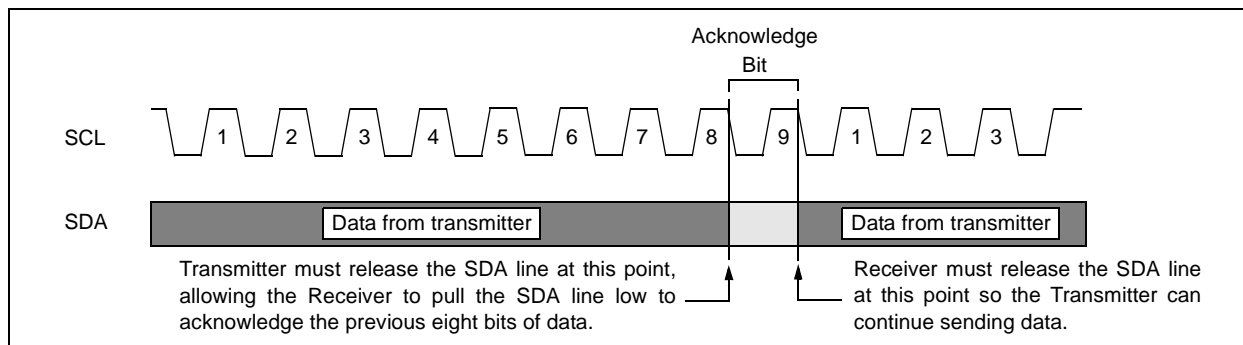 Acknowledge
Bit
SCL
1 2 3 4 5 6 7 8 9 1 2 3
SDA
Data from transmitter
Data from transmitter
Transmitter must release the SDA line at this point,
allowing the Receiver to pull the SDA line low to
acknowledge the previous eight bits of data.
Receiver must release the SDA line
at this point so the Transmitter can
continue sending data.